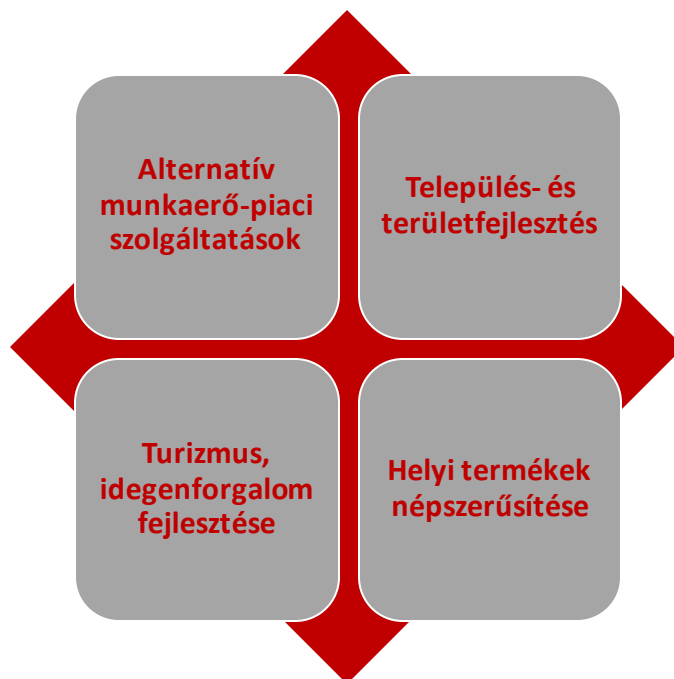 Alternatív
munkaerő-piaci
szolgáltatások
Település- és
területfejlesztés
Turizmus,
idegenforgalom
fejlesztése
Helyi termékek
népszerűsítése